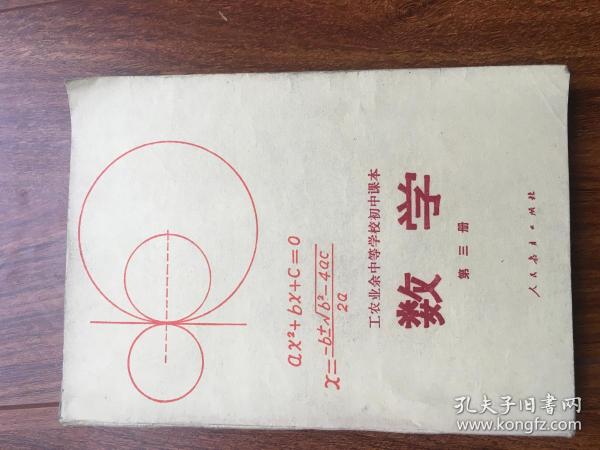 工农业余中等学校初中课本
数学
第三册
ax²+bx+c=0
x=\frac{-b±\sqrt{b²-4ac}}{2a}
人民教育出版社
孔夫子旧书网
www.kongfz.com